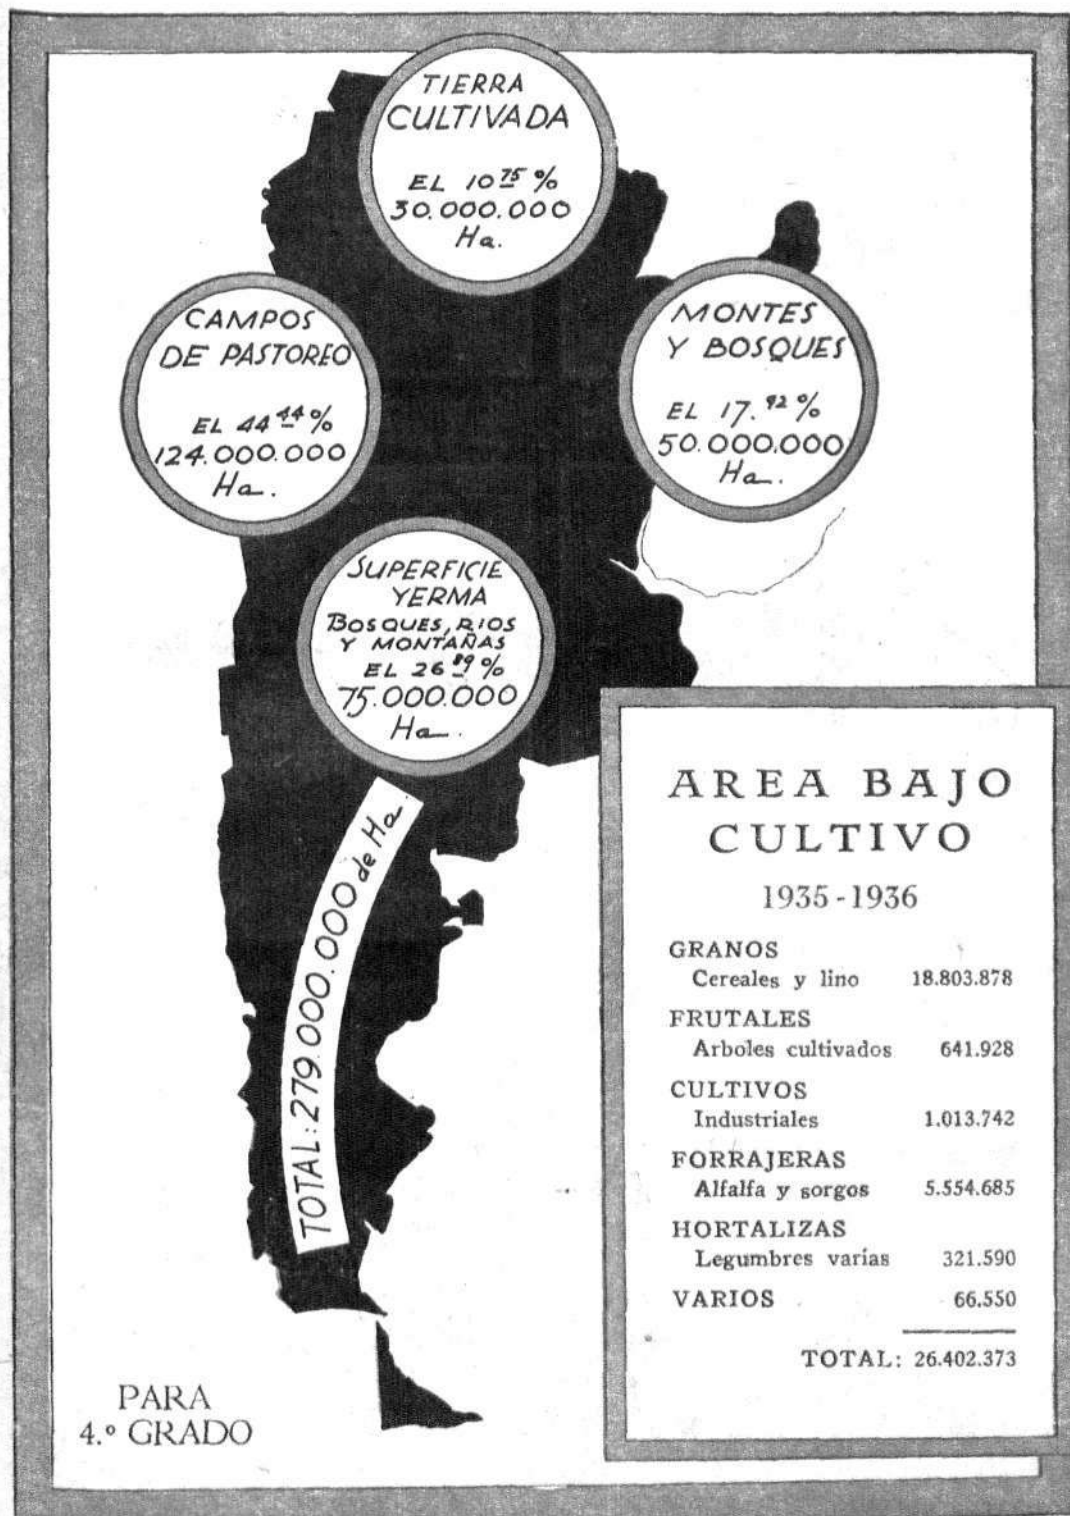 TIERRA
CULTIVADA
EL 10 75 %
30.000.000
Ha.
CAMPOS
DE PASTOREO
EL 44 44 %
124.000.000
Ha.
MONTES
Y BOSQUES
EL 17. 92 %
50.000.000
Ha.
SUPERFICIE
YERMA
BOSQUES, RIOS
Y MONTAÑAS
EL 26 89 %
75.000.000
Ha.
TOTAL: 279.000.000 de Ha.
AREA BAJO
CULTIVO
1935-1936
GRANOS
Cereales y lino 18.803.878
FRUTALES
Arboles cultivados 641.928
CULTIVOS
Industriales 1.013.742
FORRAJERAS
Alfalfa y sorgos 5.554.685
HORTALIZAS
Legumbres varias 321.590
VARIOS 66.550
TOTAL: 26.402.373
PARA
4.º GRADO